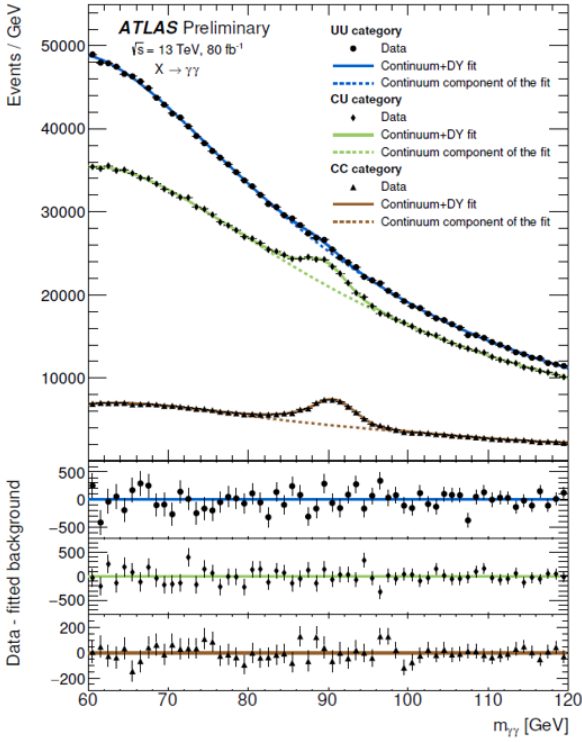 Events / GeV
50000
40000
30000
20000
10000
ATLAS Preliminary
√s = 13 TeV, 80 fb⁻¹
X → γγ
UU category
Data
Continuum+DY fit
Continuum component of the fit
CU category
Data
Continuum+DY fit
Continuum component of the fit
CC category
Data
Continuum+DY fit
Continuum component of the fit
Data - fitted background
500
0
−500
500
0
−500
200
0
−200
60 70 80 90 100 110 120
mγγ [GeV]